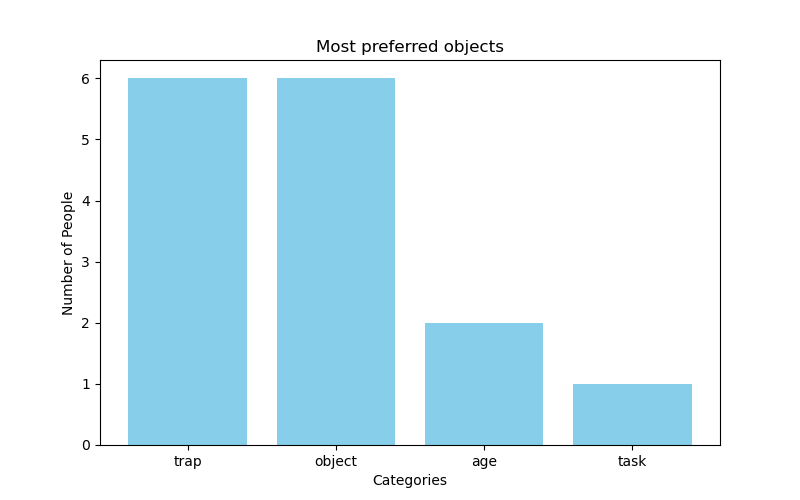 Most preferred objects
6
5
4
3
2
1
0
Number of People
trap object age task
Categories